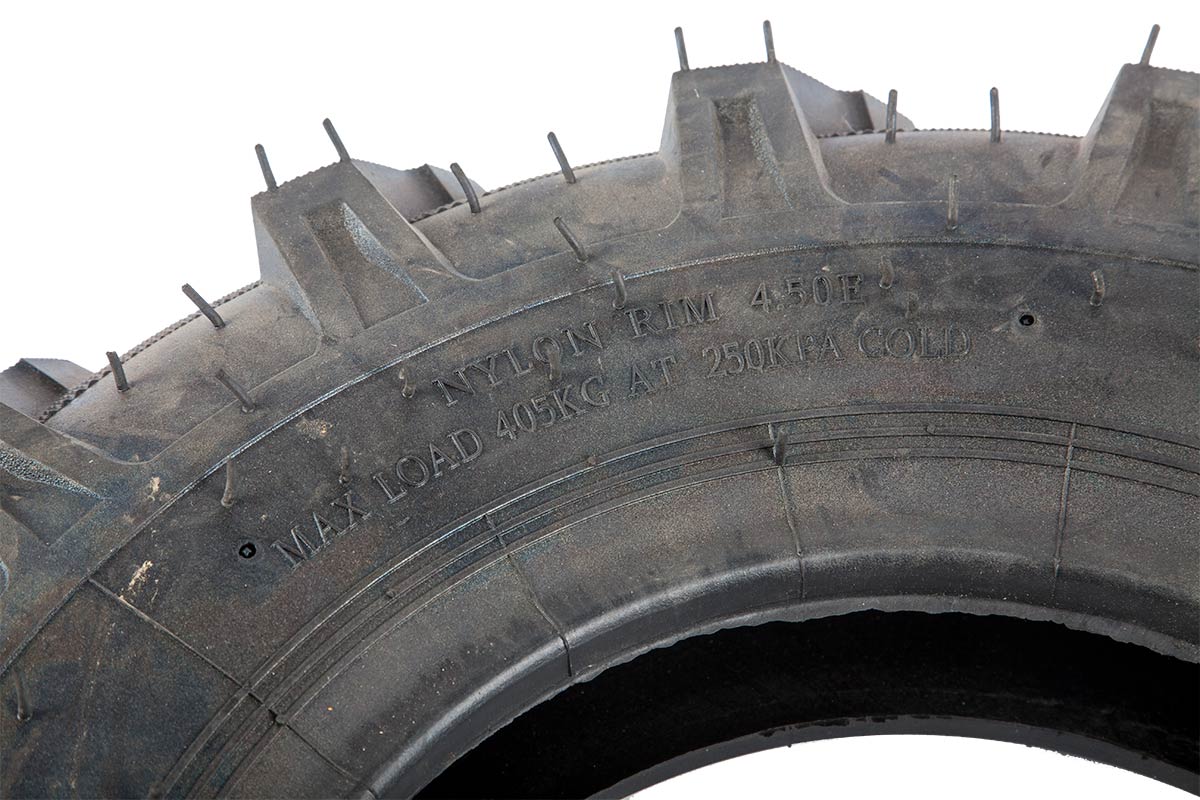 NYLON RIM 4.50E
MAX LOAD 405KG AT 250KPA COLD